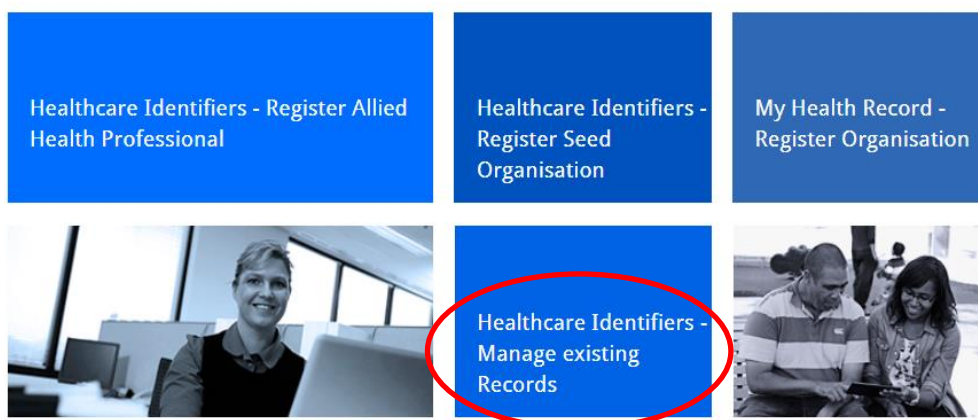 Healthcare Identifiers - Register Allied
Health Professional
Healthcare Identifiers -
Register Seed
Organisation
My Health Record -
Register Organisation
Healthcare Identifiers -
Manage existing
Records